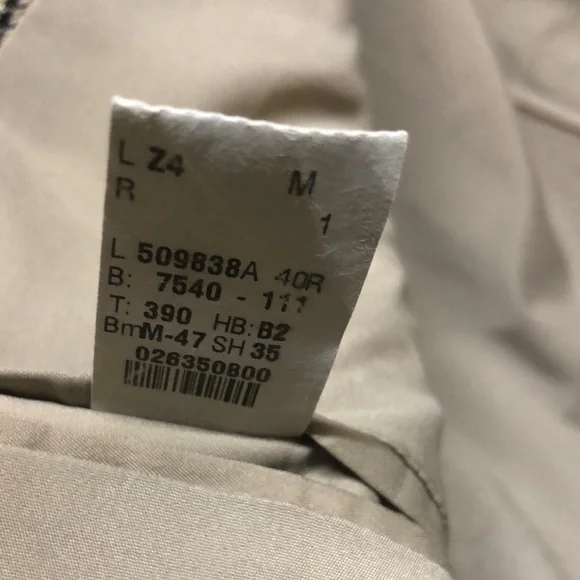 L Z4 M
R 1
L 509838A 40R
B: 7540 - 111
T: 390 HB: B2
BmM-47 SH 35
026350800